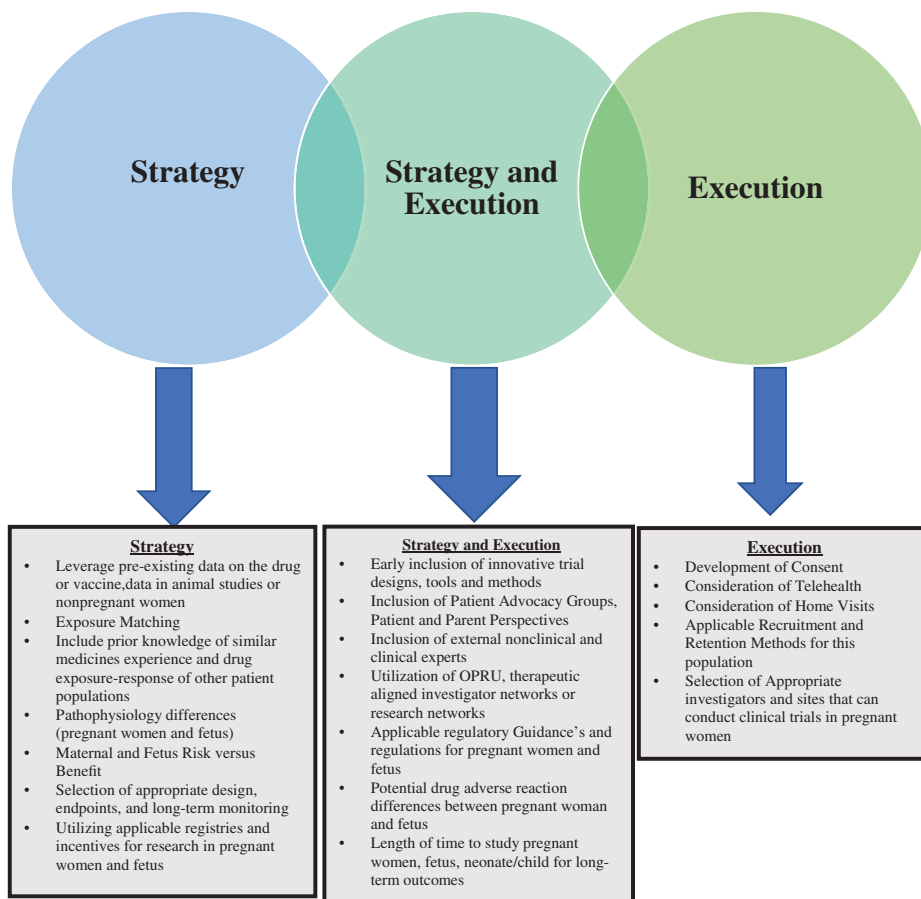 Strategy
Strategy and
Execution
Execution
Strategy
• Leverage pre-existing data on the drug
or vaccine,data in animal studies or
nonpregnant women
• Exposure Matching
• Include prior knowledge of similar
medicines experience and drug
exposure-response of other patient
populations
• Pathophysiology differences
(pregnant women and fetus)
• Maternal and Fetus Risk versus
Benefit
• Selection of appropriate design,
endpoints, and long-term monitoring
• Utilizing applicable registries and
incentives for research in pregnant
women and fetus
Strategy and Execution
• Early inclusion of innovative trial
designs, tools and methods
• Inclusion of Patient Advocacy Groups,
Patient and Parent Perspectives
• Inclusion of external nonclinical and
clinical experts
• Utilization of OPRU, therapeutic
aligned investigator networks or
research networks
• Applicable regulatory Guidance's and
regulations for pregnant women and
fetus
• Potential drug adverse reaction
differences between pregnant woman
and fetus
• Length of time to study pregnant
women, fetus, neonate/child for long-
term outcomes
Execution
• Development of Consent
• Consideration of Telehealth
• Consideration of Home Visits
• Applicable Recruitment and
Retention Methods for this
population
• Selection of Appropriate
investigators and sites that can
conduct clinical trials in pregnant
women